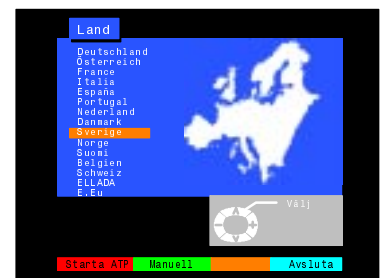 Land
Deutschland
Österreich
France
Italia
España
Portugal
Nederland
Danmark
Sverige
Norge
Suomi
Belgien
Schweiz
ELLADA
E.Eu
Välj
Starta ATP Manuell Avsluta